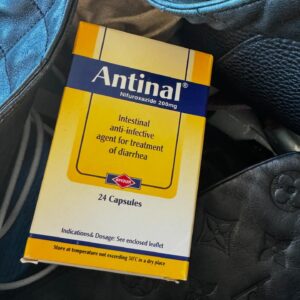 Antinal®
Nifuroxazide 200mg
Intestinal
anti-infective
agent for treatment
of diarrhea
24 Capsules
Indications& Dosage: See enclosed leaflet
Store at temperature not exceeding 30°C in a dry place